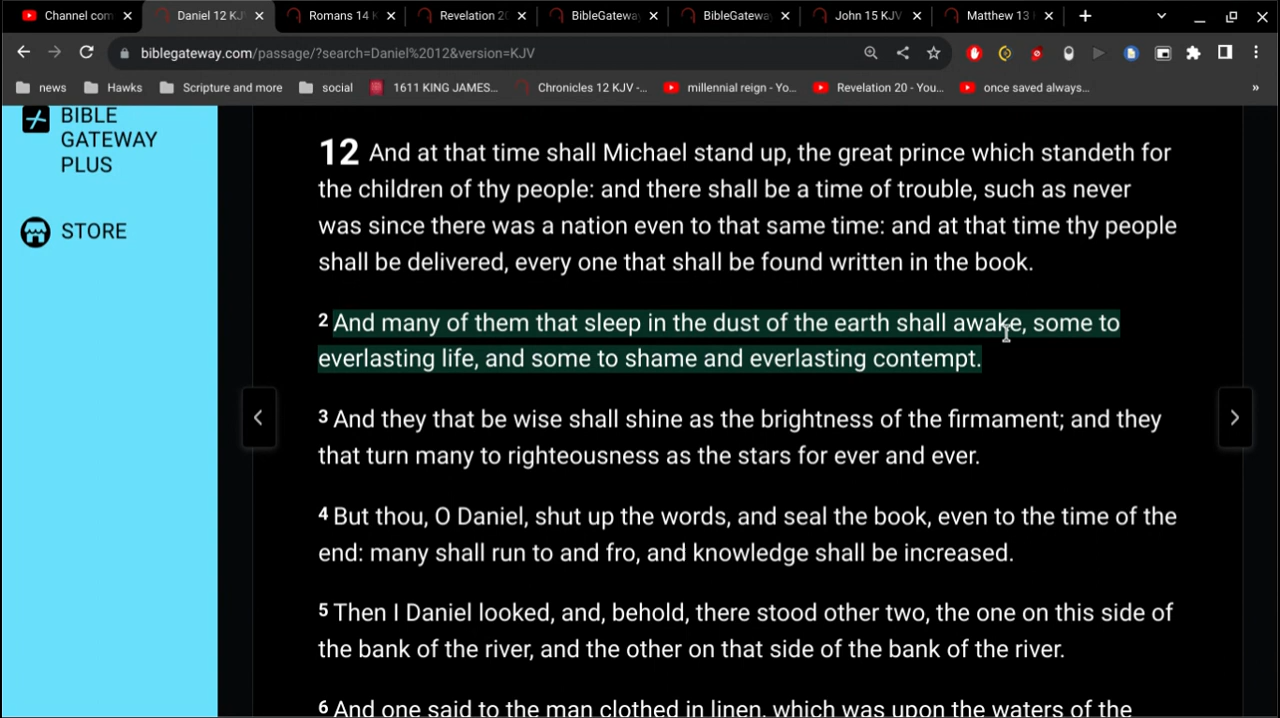 Channel com
Daniel 12 KJ
Romans 14 K
Revelation 20
BibleGateway
BibleGateway
John 15 KJV
Matthew 13
biblegateway.com/passage/?search=Daniel%2012&version=KJV
news
Hawks
Scripture and more
social
1611 KING JAMES...
Chronicles 12 KJV -...
millennial reign - Yo...
Revelation 20 - You...
once saved always...
»
BIBLE
GATEWAY
PLUS
STORE
12 And at that time shall Michael stand up, the great prince which standeth for
the children of thy people: and there shall be a time of trouble, such as never
was since there was a nation even to that same time: and at that time thy people
shall be delivered, every one that shall be found written in the book.
2 And many of them that sleep in the dust of the earth shall awake, some to
everlasting life, and some to shame and everlasting contempt.
3 And they that be wise shall shine as the brightness of the firmament; and they
that turn many to righteousness as the stars for ever and ever.
4 But thou, O Daniel, shut up the words, and seal the book, even to the time of the
end: many shall run to and fro, and knowledge shall be increased.
5 Then I Daniel looked, and, behold, there stood other two, the one on this side of
the bank of the river, and the other on that side of the bank of the river.
6 And one said to the man clothed in linen, which was upon the waters of the